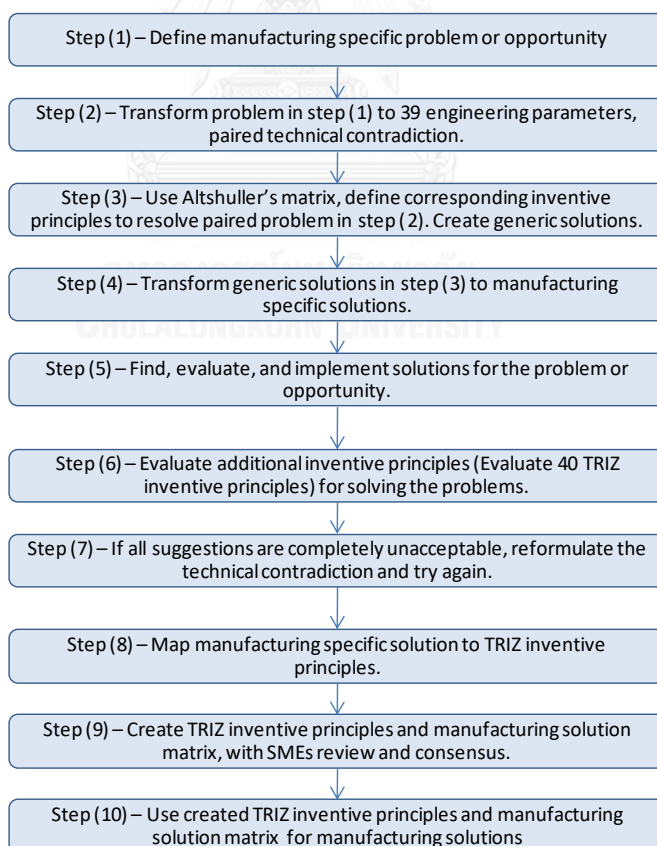 Step (1) – Define manufacturing specific problem or opportunity
Step (2) – Transform problem in step (1) to 39 engineering parameters,
paired technical contradiction.
Step (3) – Use Altshuller's matrix, define corresponding inventive
principles to resolve paired problem in step (2). Create generic solutions.
Step (4) – Transform generic solutions in step (3) to manufacturing
specific solutions.
CHULALONGKORN UNIVERSITY
Step (5) – Find, evaluate, and implement solutions for the problem or
opportunity.
Step (6) – Evaluate additional inventive principles (Evaluate 40 TRIZ
inventive principles) for solving the problems.
Step (7) – If all suggestions are completely unacceptable, reformulate the
technical contradiction and try again.
Step (8) – Map manufacturing specific solution to TRIZ inventive
principles.
Step (9) – Create TRIZ inventive principles and manufacturing solution
matrix, with SMEs review and consensus.
Step (10) – Use created TRIZ inventive principles and manufacturing
solution matrix for manufacturing solutions